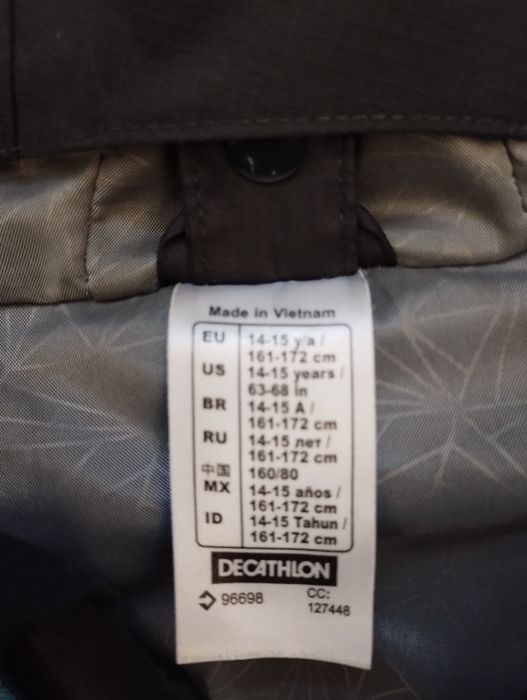 Made in Vietnam
EU 14-15 y/a /
161-172 cm
US 14-15 years /
63-68 in
BR 14-15 A /
161-172 cm
RU 14-15 лет /
161-172 cm
中国 160/80
MX 14-15 años /
161-172 cm
ID 14-15 Tahun /
161-172 cm
DECATHLON
96698 CC:
127448